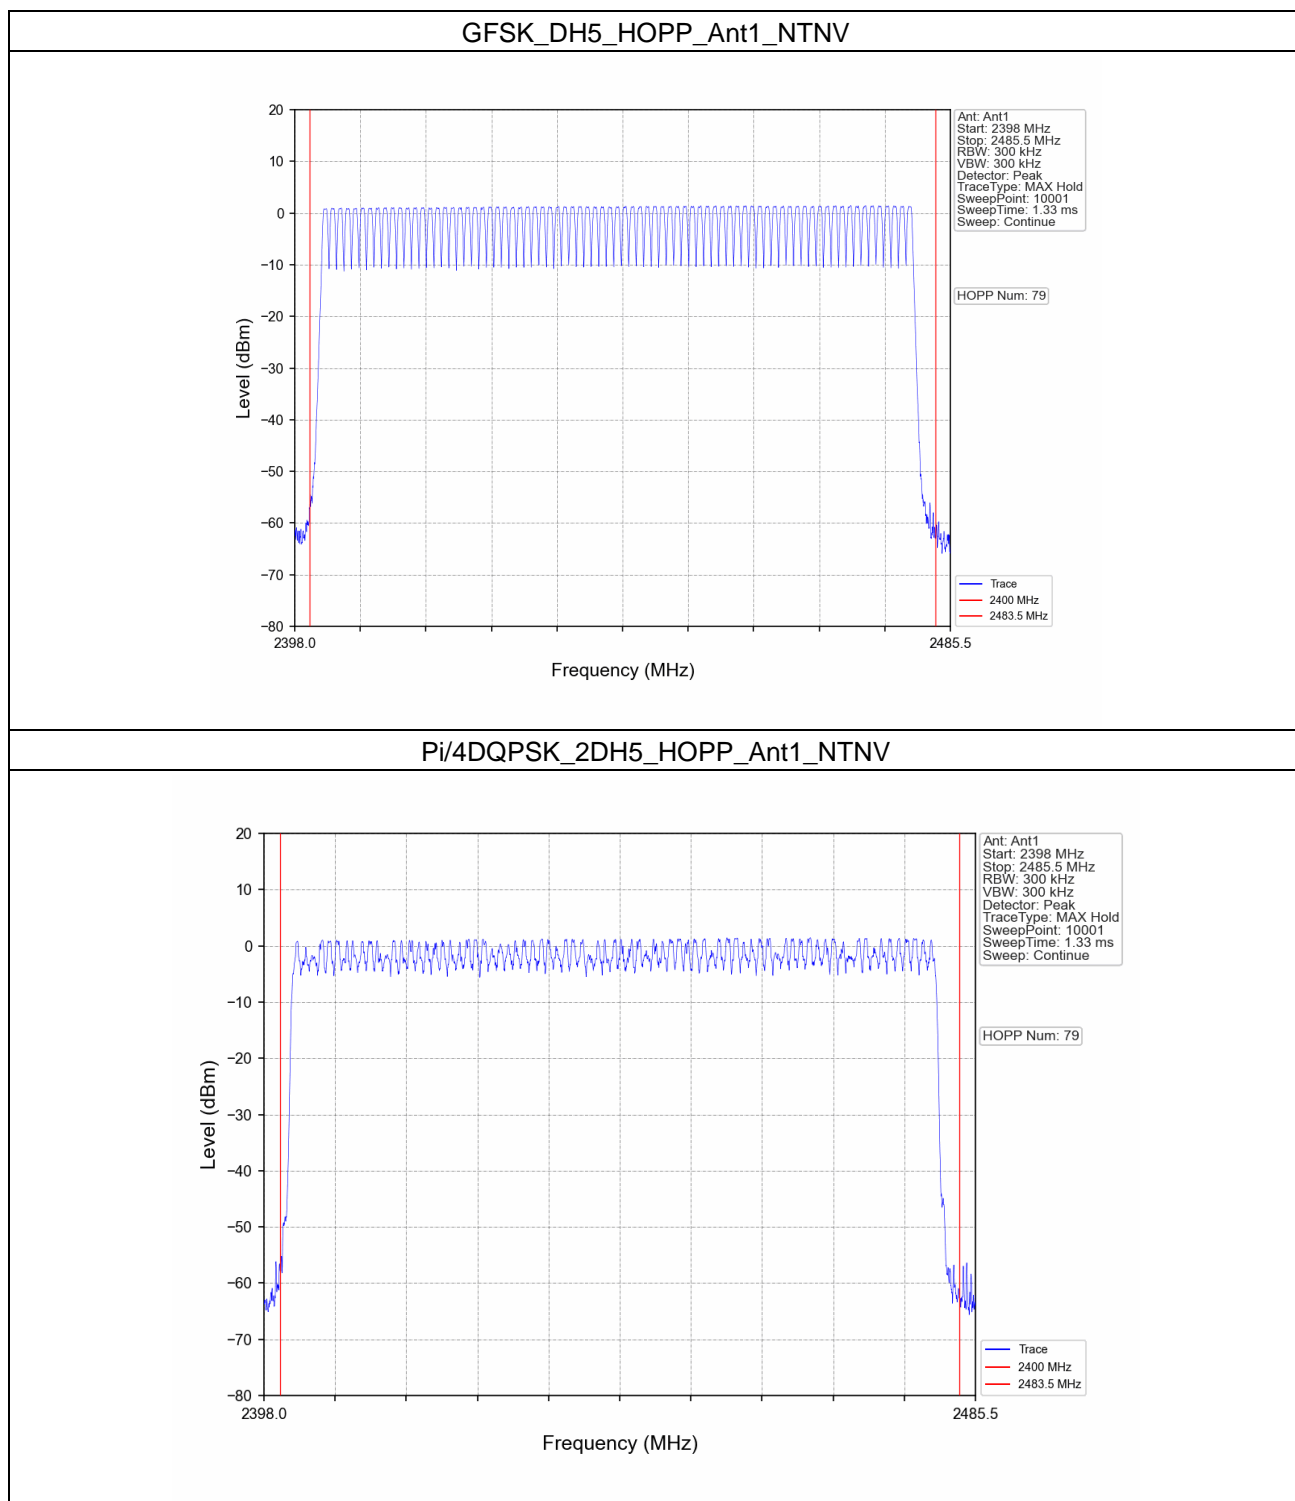 GFSK_DH5_HOPP_Ant1_NTNV
20
10
0
−10
−20
−30
−40
−50
−60
−70
−80
Level (dBm)
2398.0
2485.5
Frequency (MHz)
Ant: Ant1
Start: 2398 MHz
Stop: 2485.5 MHz
RBW: 300 kHz
VBW: 300 kHz
Detector: Peak
TraceType: MAX Hold
SweepPoint: 10001
SweepTime: 1.33 ms
Sweep: Continue
HOPP Num: 79
Trace
2400 MHz
2483.5 MHz
Pi/4DQPSK_2DH5_HOPP_Ant1_NTNV
20
10
0
−10
−20
−30
−40
−50
−60
−70
−80
Level (dBm)
2398.0
2485.5
Frequency (MHz)
Ant: Ant1
Start: 2398 MHz
Stop: 2485.5 MHz
RBW: 300 kHz
VBW: 300 kHz
Detector: Peak
TraceType: MAX Hold
SweepPoint: 10001
SweepTime: 1.33 ms
Sweep: Continue
HOPP Num: 79
Trace
2400 MHz
2483.5 MHz